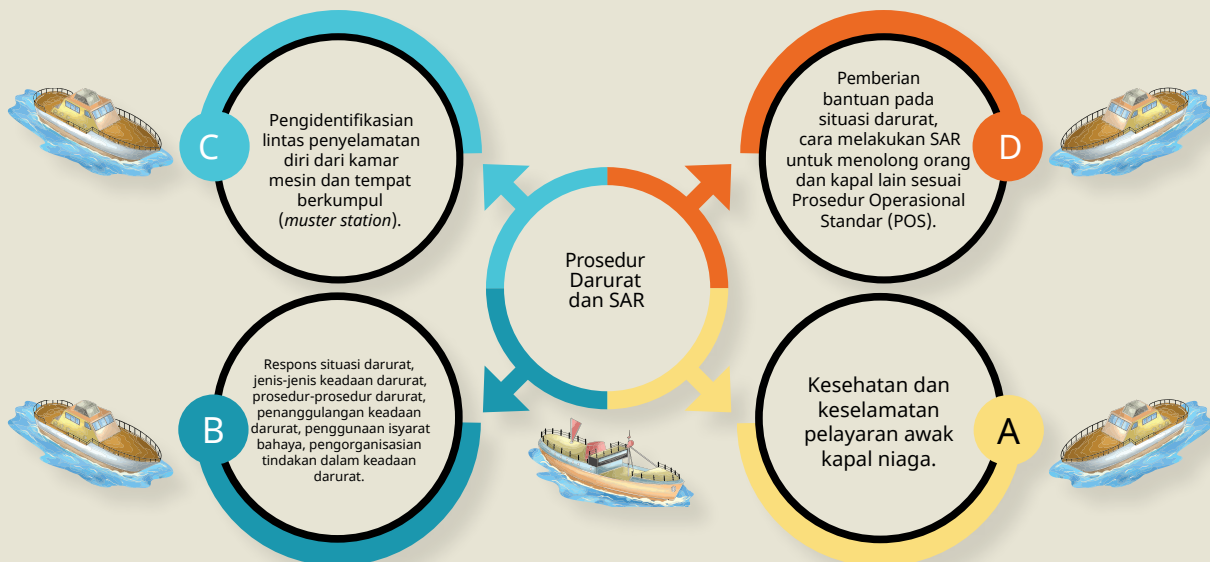 C
Pengidentifikasian
lintas penyelamatan
diri dari kamar
mesin dan tempat
berkumpul
(muster station).
D
Pemberian
bantuan pada
situasi darurat,
cara melakukan SAR
untuk menolong orang
dan kapal lain sesuai
Prosedur Operasional
Standar (POS).
Prosedur
Darurat
dan SAR
B
Respons situasi darurat,
jenis-jenis keadaan darurat,
prosedur-prosedur darurat,
penanggulangan keadaan
darurat, penggunaan isyarat
bahaya, pengorganisasian
tindakan dalam keadaan
darurat.
Kesehatan dan
keselamatan
pelayaran awak
kapal niaga.
A